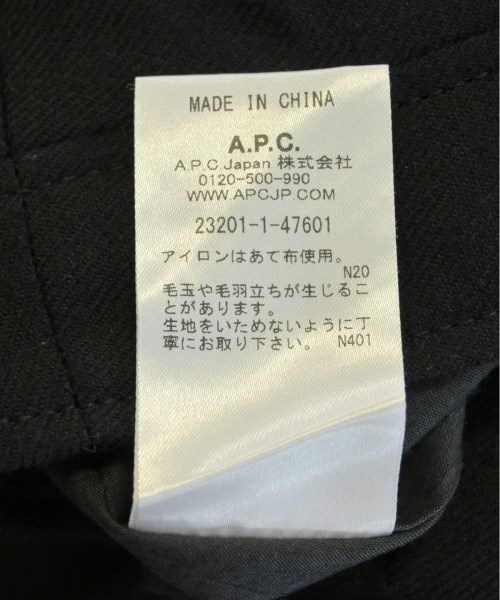 MADE IN CHINA
A.P.C.
A.P.C.Japan 株式会社
0120-500-990
WWW.APCJP.COM
23201-1-47601
アイロンはあて布使用。
N20
毛玉や毛羽立ちが生じるこ
とがあります。
生地をいためないように丁
寧にお取り下さい。 N401